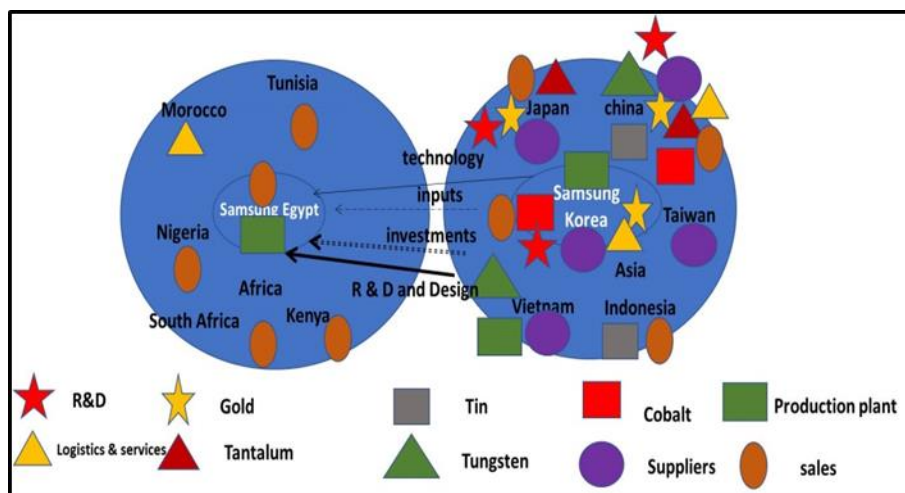 Tunisia
Morocco
Japan
china
technology
Samsung Egypt
inputs
Samsung
Korea
Taiwan
Nigeria
investments
Asia
Africa
R & D and Design
Vietnam
Indonesia
South Africa
Kenya
R&D
Gold
Tin
Cobalt
Production plant
Logistics & services
Tantalum
Tungsten
Suppliers
sales